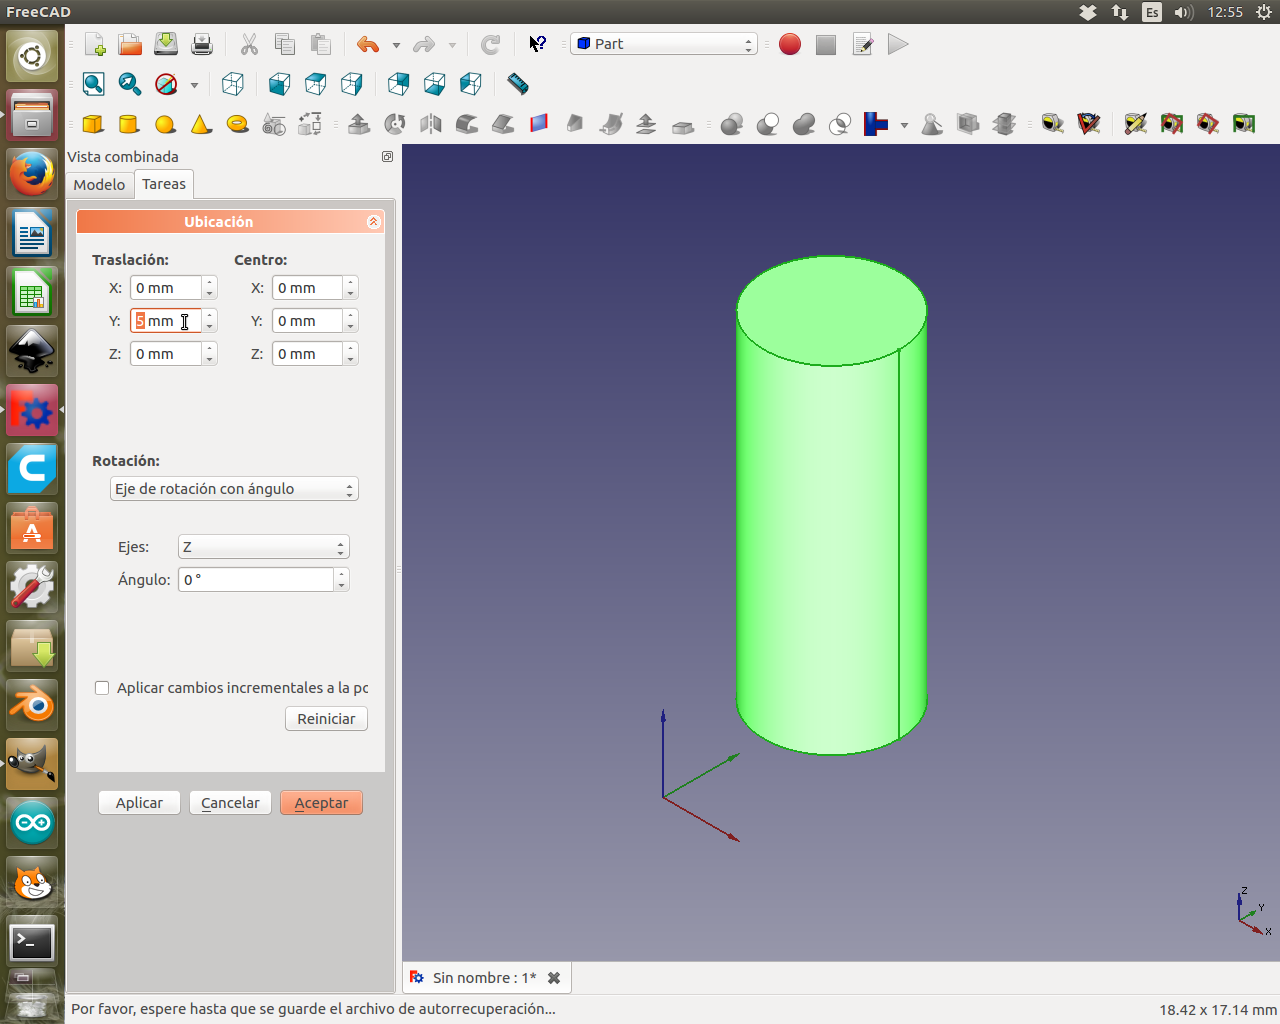 FreeCAD
Es
12:55
Part
Vista combinada
Modelo
Tareas
Ubicación
Traslación:
Centro:
X: 0 mm
X: 0 mm
Y: 5 mm
Y: 0 mm
Z: 0 mm
Z: 0 mm
Rotación:
Eje de rotación con ángulo
Ejes: Z
Ángulo: 0 °
Aplicar cambios incrementales a la po
Reiniciar
Aplicar
Cancelar
Aceptar
Z
Y
X
Sin nombre : 1*
Por favor, espere hasta que se guarde el archivo de autorrecuperación...
18.42 x 17.14 mm